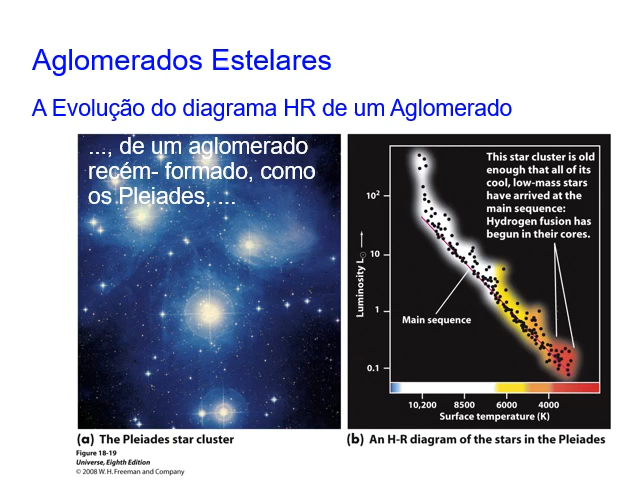 Aglomerados Estelares
A Evolução do diagrama HR de um Aglomerado
..., de um aglomerado
recém- formado, como
os Pleiades, ...
This star cluster is old
enough that all of its
cool, low-mass stars
have arrived at the
main sequence:
Hydrogen fusion has
begun in their cores.
10²
10
1
0.1
Luminosity L⊙ →
Main sequence
10,200 8500 6000 4000
Surface temperature (K)
(a) The Pleiades star cluster
(b) An H-R diagram of the stars in the Pleiades
Figure 18-19
Universe, Eighth Edition
© 2008 W. H. Freeman and Company